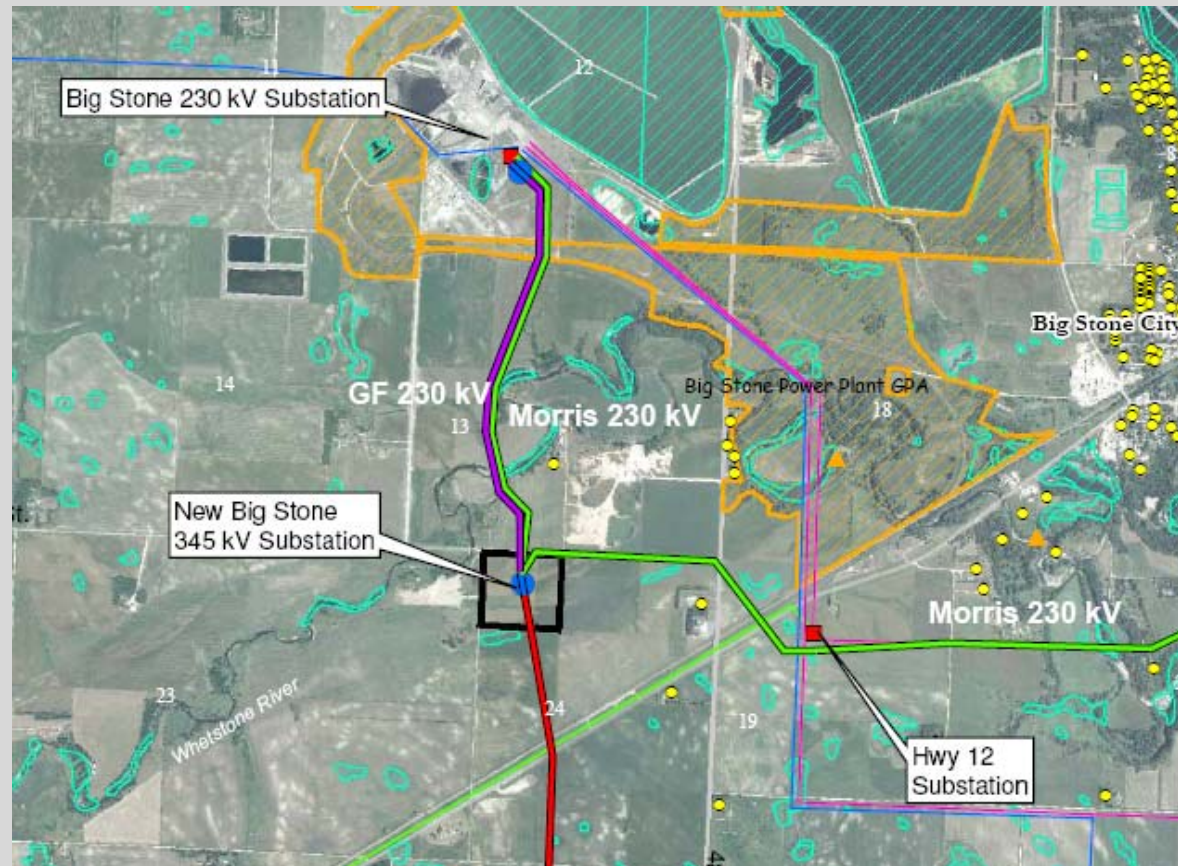 11
12
7
8
Big Stone 230 kV Substation
Big Stone City
14
GF 230 kV
13
Morris 230 kV
Big Stone Power Plant GPA
18
New Big Stone
345 kV Substation
Morris 230 kV
23
Whetstone River
24
19
Hwy 12
Substation